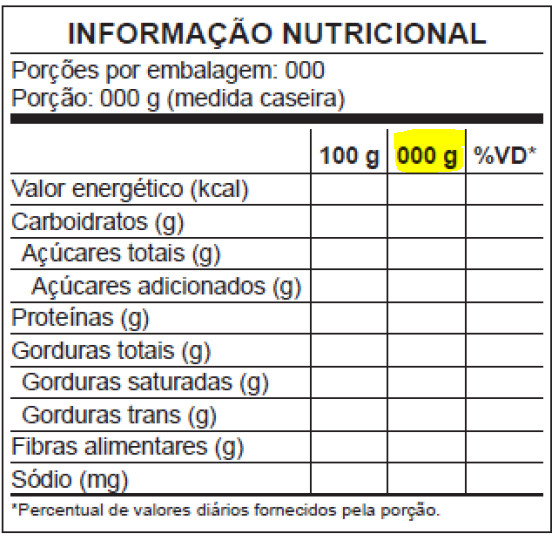 INFORMAÇÃO NUTRICIONAL
Porções por embalagem: 000
Porção: 000 g (medida caseira)
100 g 000 g %VD*
Valor energético (kcal)
Carboidratos (g)
Açúcares totais (g)
Açúcares adicionados (g)
Proteínas (g)
Gorduras totais (g)
Gorduras saturadas (g)
Gorduras trans (g)
Fibras alimentares (g)
Sódio (mg)
*Percentual de valores diários fornecidos pela porção.